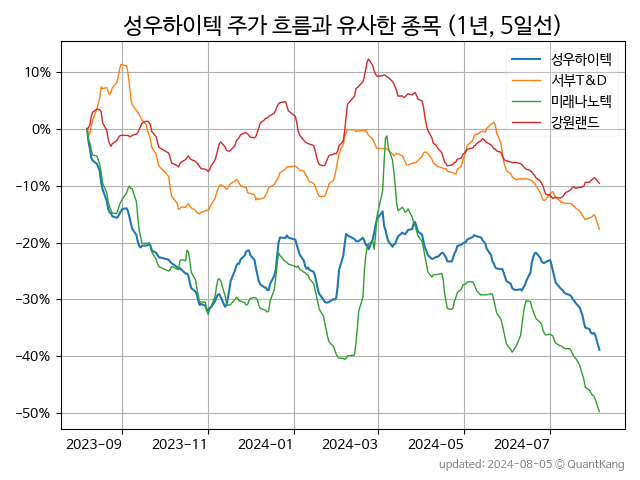 성우하이텍 주가 흐름과 유사한 종목 (1년, 5일선)
성우하이텍
서부T&D
미래나노텍
강원랜드
10%
0%
−10%
−20%
−30%
−40%
−50%
2023-09 2023-11 2024-01 2024-03 2024-05 2024-07
updated: 2024-08-05 © QuantKang